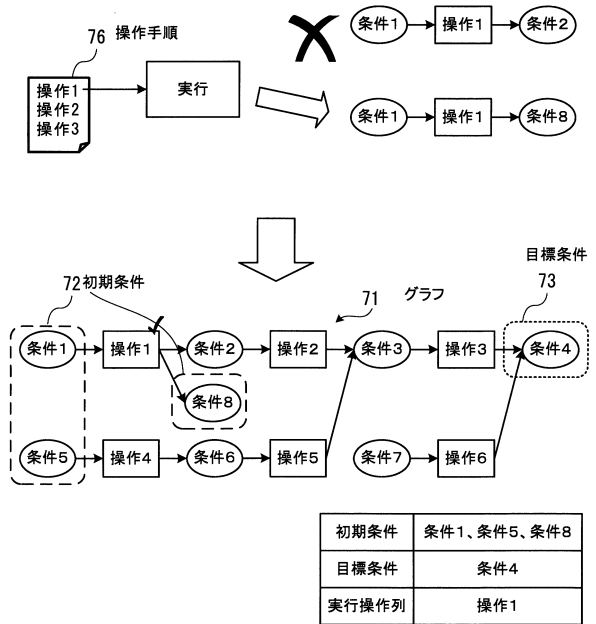 76 操作手順
操作1
操作2
操作3
実行
条件1 操作1 条件2
条件1 操作1 条件8
72 初期条件
71 グラフ
目標条件
73
条件1 操作1 条件2 操作2 条件3 操作3 条件4
条件8
条件5 操作4 条件6 操作5 条件7 操作6
初期条件 条件1、条件5、条件8
目標条件 条件4
実行操作列 操作1